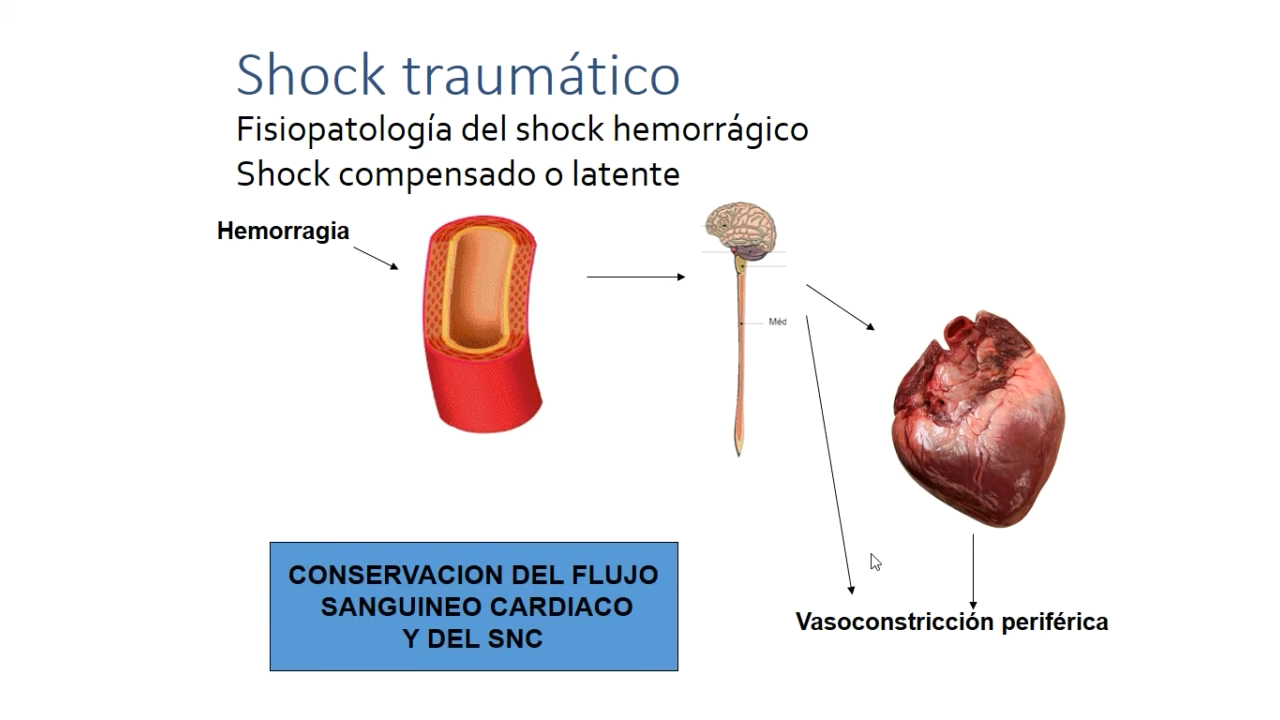 Shock traumático
Fisiopatología del shock hemorrágico
Shock compensado o latente
Hemorragia
Méd
CONSERVACION DEL FLUJO
SANGUINEO CARDIACO
Y DEL SNC
Vasoconstricción periférica